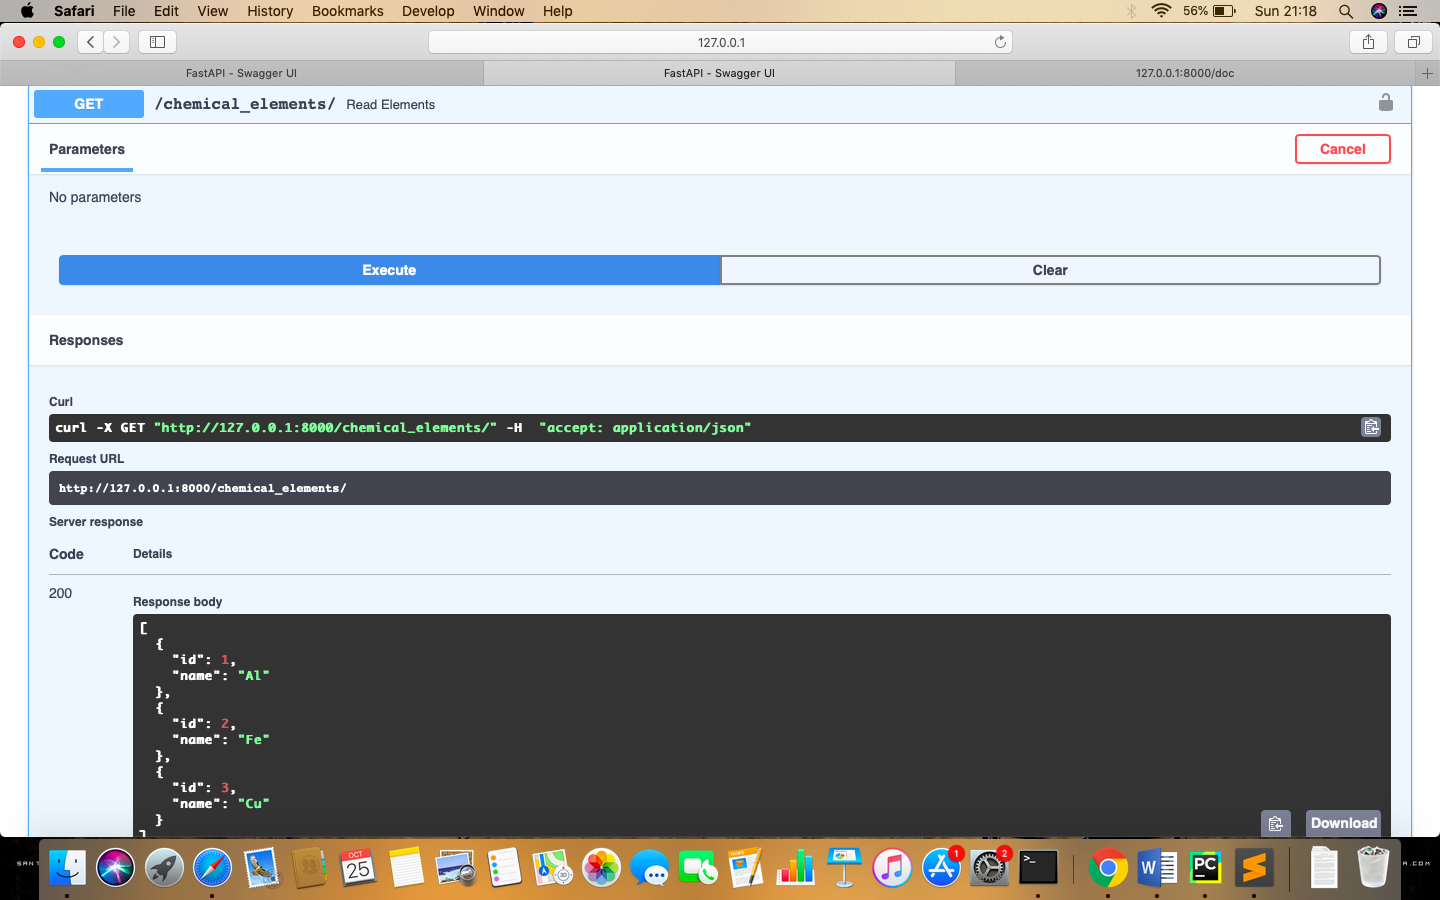 Safari File Edit View History Bookmarks Develop Window Help 56% Sun 21:18
127.0.0.1
FastAPI - Swagger UI FastAPI - Swagger UI 127.0.0.1:8000/doc
GET /chemical_elements/ Read Elements
Parameters Cancel
No parameters
Execute Clear
Responses
Curl
curl -X GET "http://127.0.0.1:8000/chemical_elements/" -H  "accept: application/json"
Request URL
http://127.0.0.1:8000/chemical_elements/
Server response
Code Details
200
Response body
[
{
"id": 1,
"name": "Al"
},
{
"id": 2,
"name": "Fe"
},
{
"id": 3,
"name": "Cu"
}
]
Download
OCT
25
3D
PAGES
1
2
>_
W
PC
S